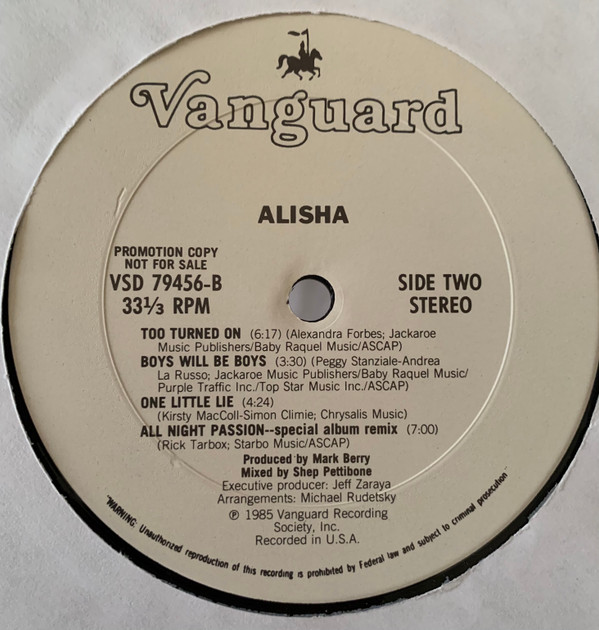 Vanguard
ALISHA
PROMOTION COPY
NOT FOR SALE
VSD 79456-B
33⅓ RPM
SIDE TWO
STEREO
TOO TURNED ON (6:17) (Alexandra Forbes; Jackaroe
Music Publishers/Baby Raquel Music/ASCAP)
BOYS WILL BE BOYS (3:30) (Peggy Stanziale-Andrea
La Russo; Jackaroe Music Publishers/Baby Raquel Music/
Purple Traffic Inc./Top Star Music Inc./ASCAP)
ONE LITTLE LIE (4:24)
(Kirsty MacColl-Simon Climie; Chrysalis Music)
ALL NIGHT PASSION--special album remix (7:00)
(Rick Tarbox; Starbo Music/ASCAP)
Produced by Mark Berry
Mixed by Shep Pettibone
Executive producer: Jeff Zaraya
Arrangements: Michael Rudetsky
℗ 1985 Vanguard Recording
Society, Inc.
Recorded in U.S.A.
"WARNING: Unauthorized reproduction of this recording is prohibited by Federal law and subject to criminal prosecution"